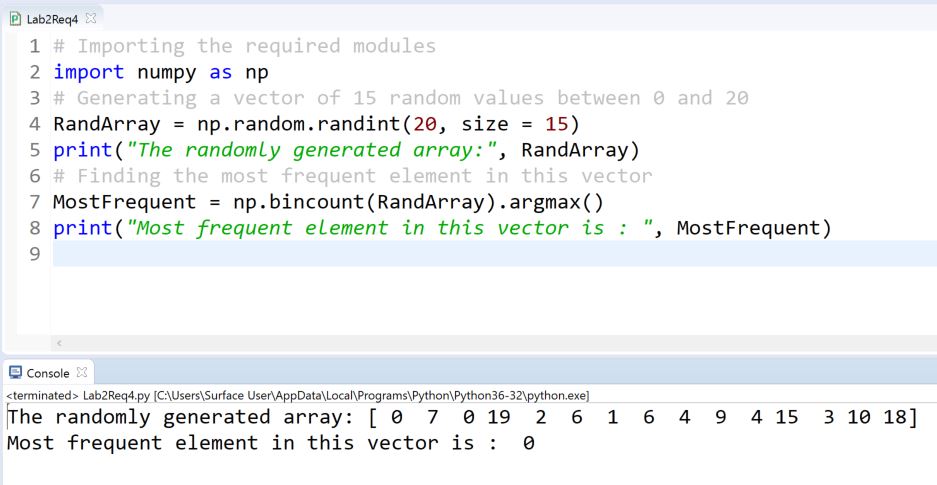 Lab2Req4
1 # Importing the required modules
2 import numpy as np
3 # Generating a vector of 15 random values between 0 and 20
4 RandArray = np.random.randint(20, size = 15)
5 print("The randomly generated array:", RandArray)
6 # Finding the most frequent element in this vector
7 MostFrequent = np.bincount(RandArray).argmax()
8 print("Most frequent element in this vector is : ", MostFrequent)
9
Console
<terminated> Lab2Req4.py [C:\Users\Surface User\AppData\Local\Programs\Python\Python36-32\python.exe]
The randomly generated array: [ 0  7  0 19  2  6  1  6  4  9  4 15  3 10 18]
Most frequent element in this vector is :  0